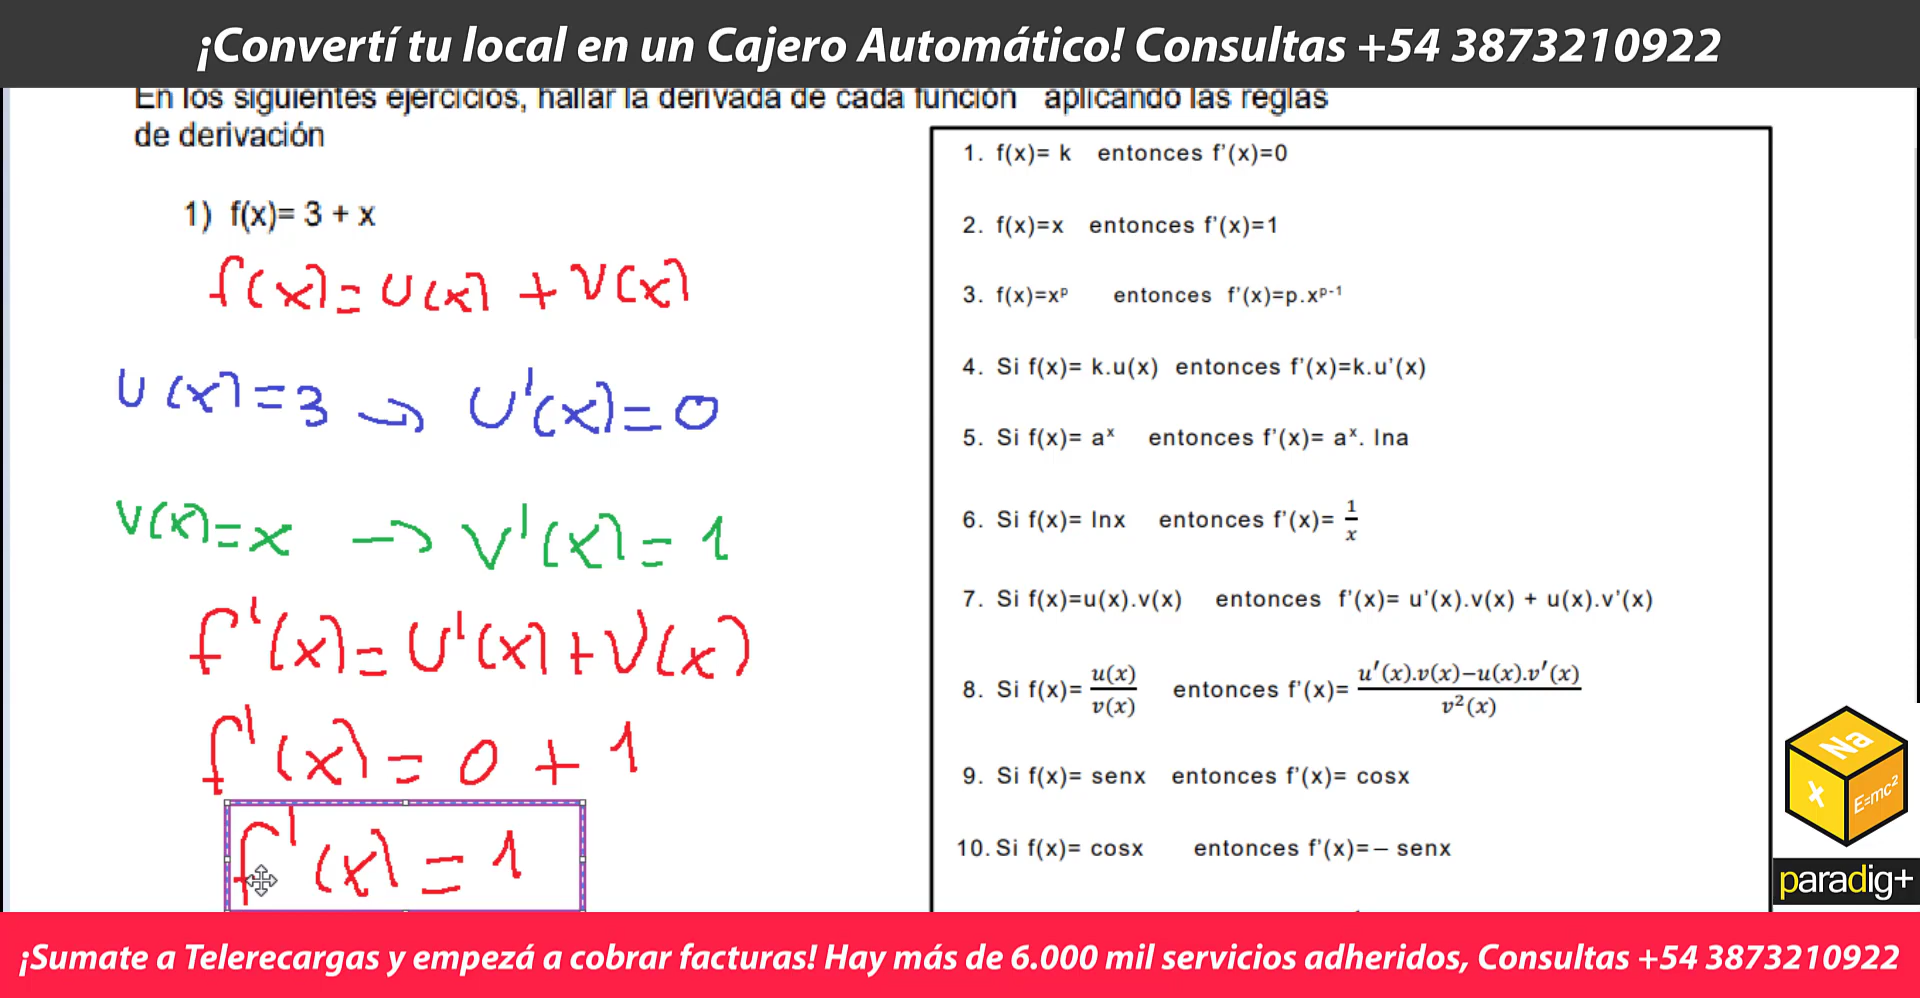 ¡Convertí tu local en un Cajero Automático! Consultas +54 3873210922
En los siguientes ejercicios, hallar la derivada de cada función aplicando las reglas
de derivación
1) f(x)= 3 + x
f(x)=U(x)+V(x)
U(x)=3 → U'(x)=0
V(x)=x → V'(x)=1
f'(x)=U'(x)+V'(x)
f'(x)=0+1
f'(x)=1
1. f(x)= k entonces f'(x)=0
2. f(x)=x entonces f'(x)=1
3. f(x)=xᵖ entonces f'(x)=p.xᵖ⁻¹
4. Si f(x)= k.u(x) entonces f'(x)=k.u'(x)
5. Si f(x)= aˣ entonces f'(x)= aˣ. lna
6. Si f(x)= lnx entonces f'(x)= 1/x
7. Si f(x)=u(x).v(x) entonces f'(x)= u'(x).v(x) + u(x).v'(x)
8. Si f(x)= u(x)/v(x) entonces f'(x)= u′(x).v(x)−u(x).v′(x)/v²(x)
9. Si f(x)= senx entonces f'(x)= cosx
10. Si f(x)= cosx entonces f'(x)=− senx
Na
x
E=mc²
paradig+
¡Sumate a Telerecargas y empezá a cobrar facturas! Hay más de 6.000 mil servicios adheridos, Consultas +54 3873210922